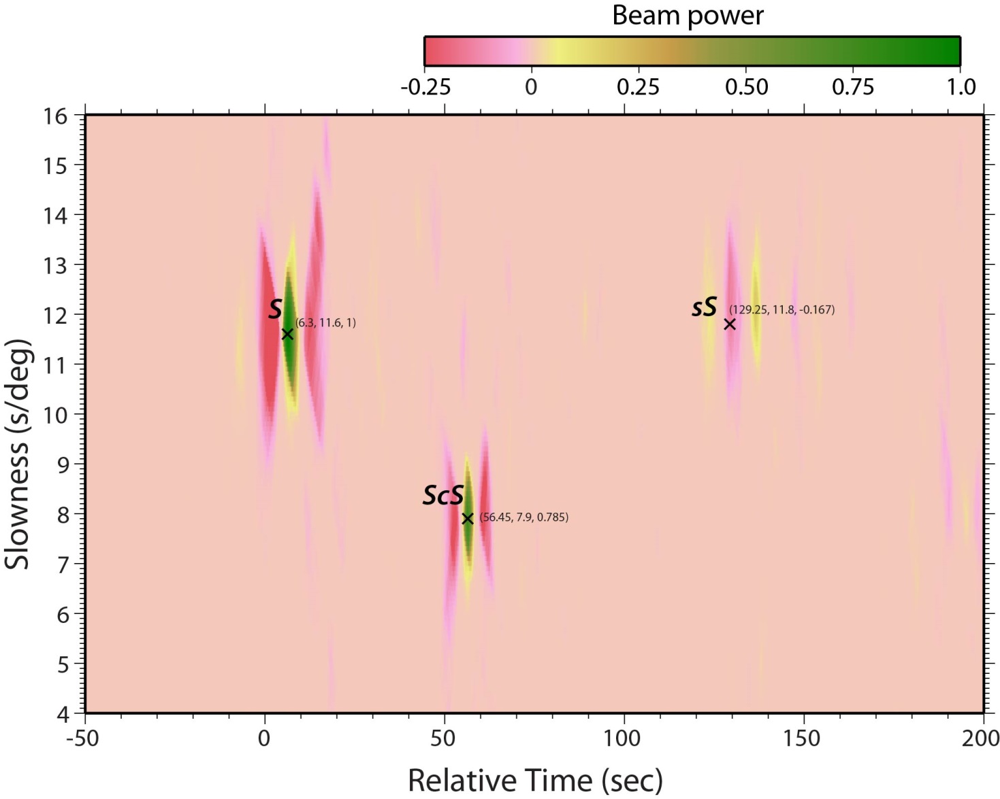 Beam power
-0.25 0 0.25 0.50 0.75 1.0
16
15
14
13
12
11
10
9
8
7
6
5
4
Slowness (s/deg)
S
(6.3, 11.6, 1)
sS
(129.25, 11.8, -0.167)
ScS
(56.45, 7.9, 0.785)
-50 0 50 100 150 200
Relative Time (sec)